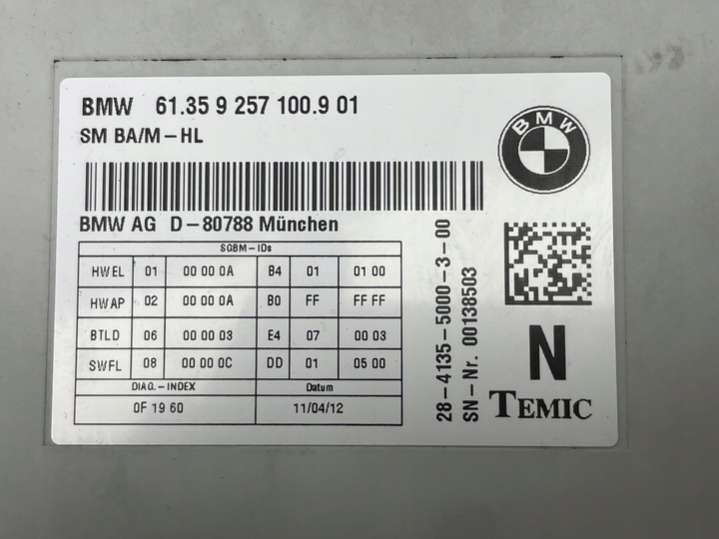 BMW 61.35 9 257 100.9 01
SM BA/M-HL
BMW
BMW AG D-80788 München
SGBM-IDs
HWEL 01 00 00 0A B4 01 01 00
HWAP 02 00 00 0A B0 FF FF FF
BTLD 06 00 00 03 E4 07 00 03
SWFL 08 00 00 0C DD 01 05 00
DIAG.-INDEX Datum
0F 19 60 11/04/12
28-4135-5000-3-00
SN-Nr. 00138503
N
TEMIC